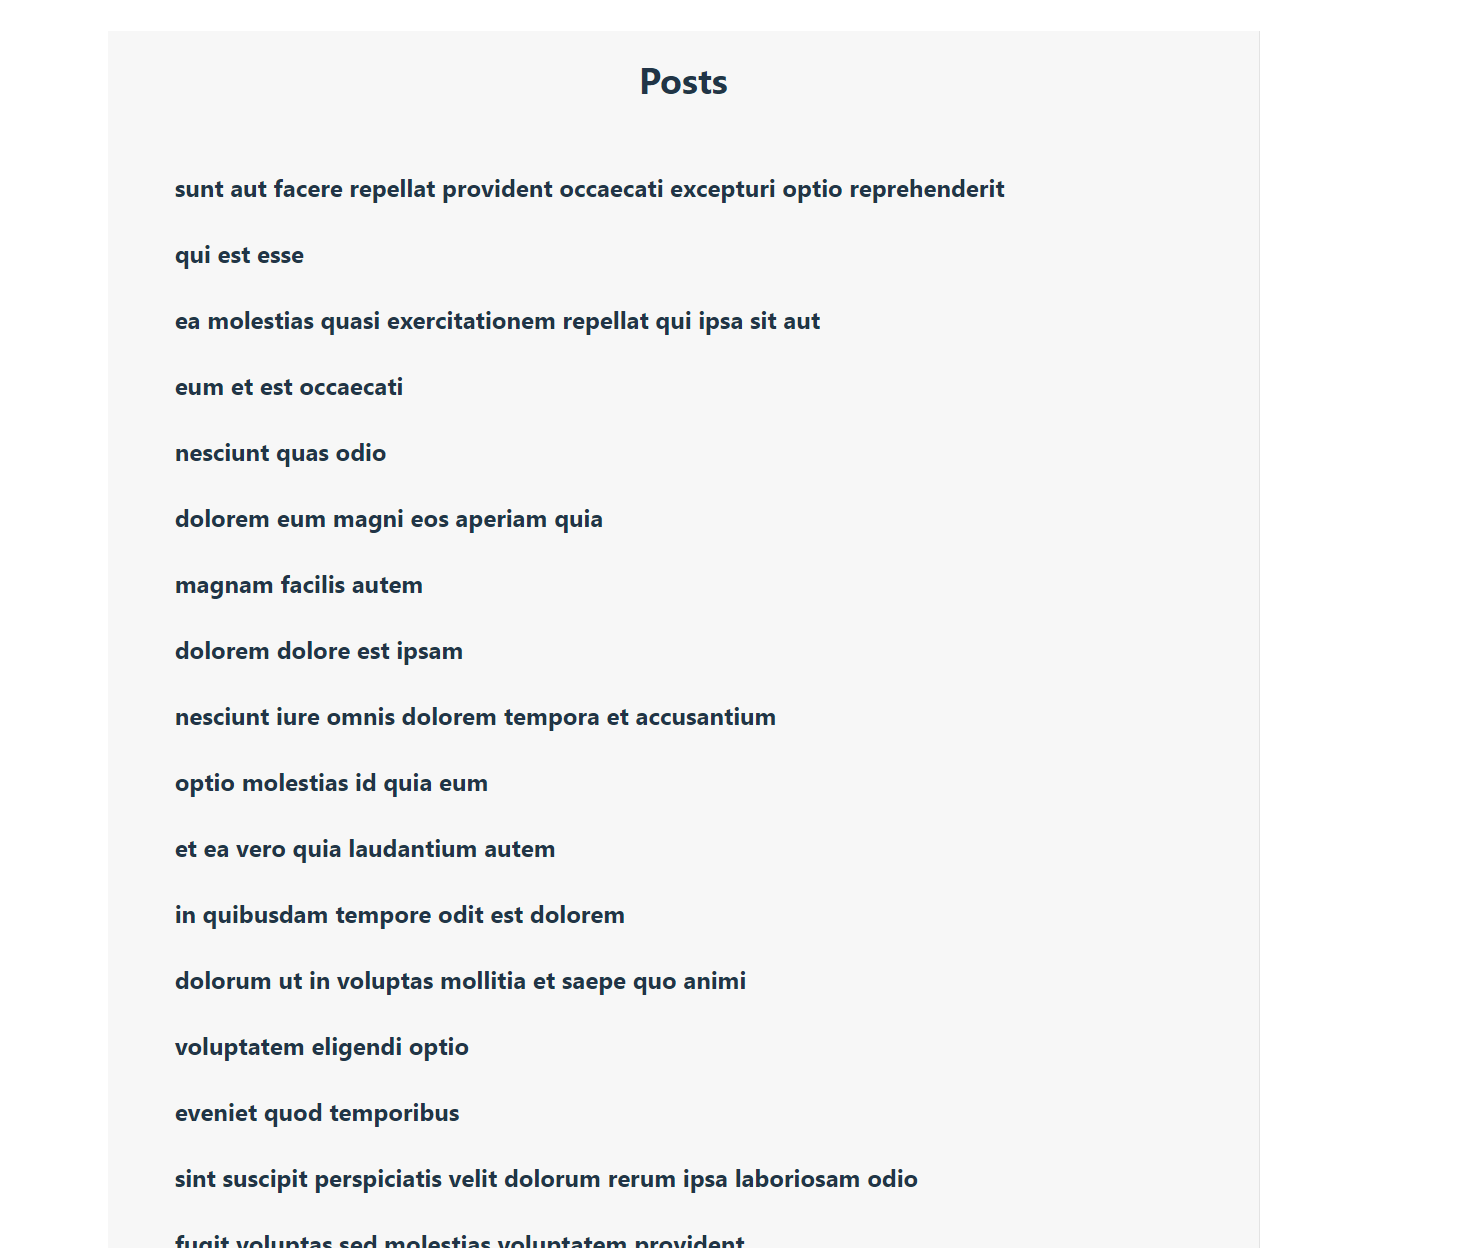 Posts
sunt aut facere repellat provident occaecati excepturi optio reprehenderit
qui est esse
ea molestias quasi exercitationem repellat qui ipsa sit aut
eum et est occaecati
nesciunt quas odio
dolorem eum magni eos aperiam quia
magnam facilis autem
dolorem dolore est ipsam
nesciunt iure omnis dolorem tempora et accusantium
optio molestias id quia eum
et ea vero quia laudantium autem
in quibusdam tempore odit est dolorem
dolorum ut in voluptas mollitia et saepe quo animi
voluptatem eligendi optio
eveniet quod temporibus
sint suscipit perspiciatis velit dolorum rerum ipsa laboriosam odio
fugit voluptas sed molestias voluptatem provident